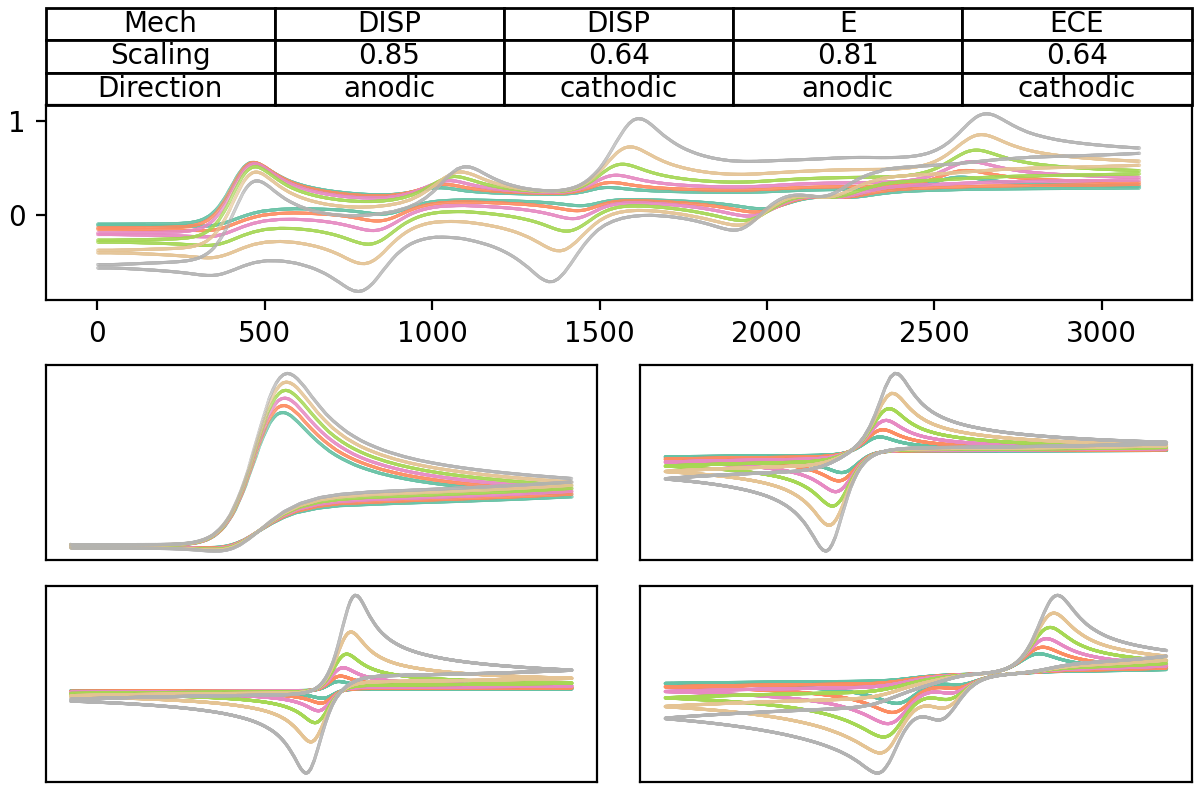 Mech DISP DISP E ECE
Scaling 0.85 0.64 0.81 0.64
Direction anodic cathodic anodic cathodic
1
0
0 500 1000 1500 2000 2500 3000